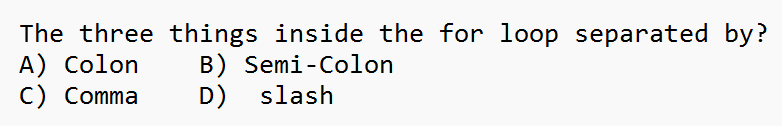 The three things inside the for loop separated by?
A) Colon    B) Semi-Colon
C) Comma    D)  slash